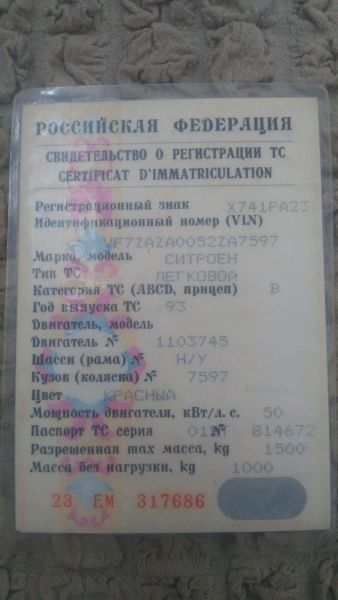 РОССИЙСКАЯ ФЕДЕРАЦИЯ
СВИДЕТЕЛЬСТВО О РЕГИСТРАЦИИ ТС
CERTIFICAT D'IMMATRICULATION
Регистрационный знак Х741РА23
Идентификационный номер (VIN)
VF7ZAZA0052ZA7597
Марка, модель СИТРОЕН
Тип ТС ЛЕГКОВОЙ
Категория ТС (ABCD, прицеп) B
Год выпуска ТС 93
Двигатель, модель
Двигатель № 1103745
Шасси (рама) № Н/У
Кузов (коляска) № 7597
Цвет КРАСНЫЙ
Мощность двигателя, кВт/л. с. 50
Паспорт ТС серия № 814672
Разрешенная max масса, kg 1500
Масса без нагрузки, kg 1000
23 ЕМ 317686